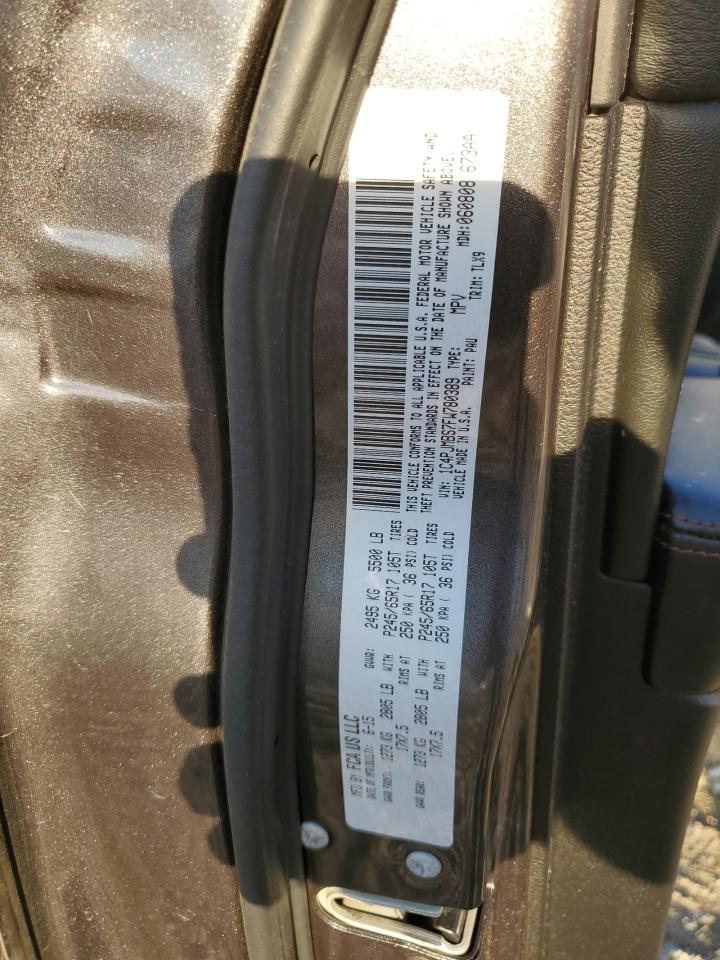 MFD BY: FCA US LLC
DATE OF MFR: 6-15 GVWR: 2495 KG 5500 LB
GAWR FRONT: 1273 KG 2805 LB WITH P245/65R17 105T TIRES
17X7.5 RIMS AT 250 KPA ( 36 PSI) COLD
GAWR REAR: 1273 KG 2805 LB WITH P245/65R17 105T TIRES
17X7.5 RIMS AT 250 KPA ( 36 PSI) COLD
THIS VEHICLE CONFORMS TO ALL APPLICABLE U.S.A. FEDERAL MOTOR VEHICLE SAFETY AND
THEFT PREVENTION STANDARDS IN EFFECT ON THE DATE OF MANUFACTURE SHOWN ABOVE.
VIN: 1C4PJMBS7FW780389 TYPE: MPV MDH:060808 673AA
VEHICLE MADE IN U.S.A. PAINT: PAU TRIM: TLX9